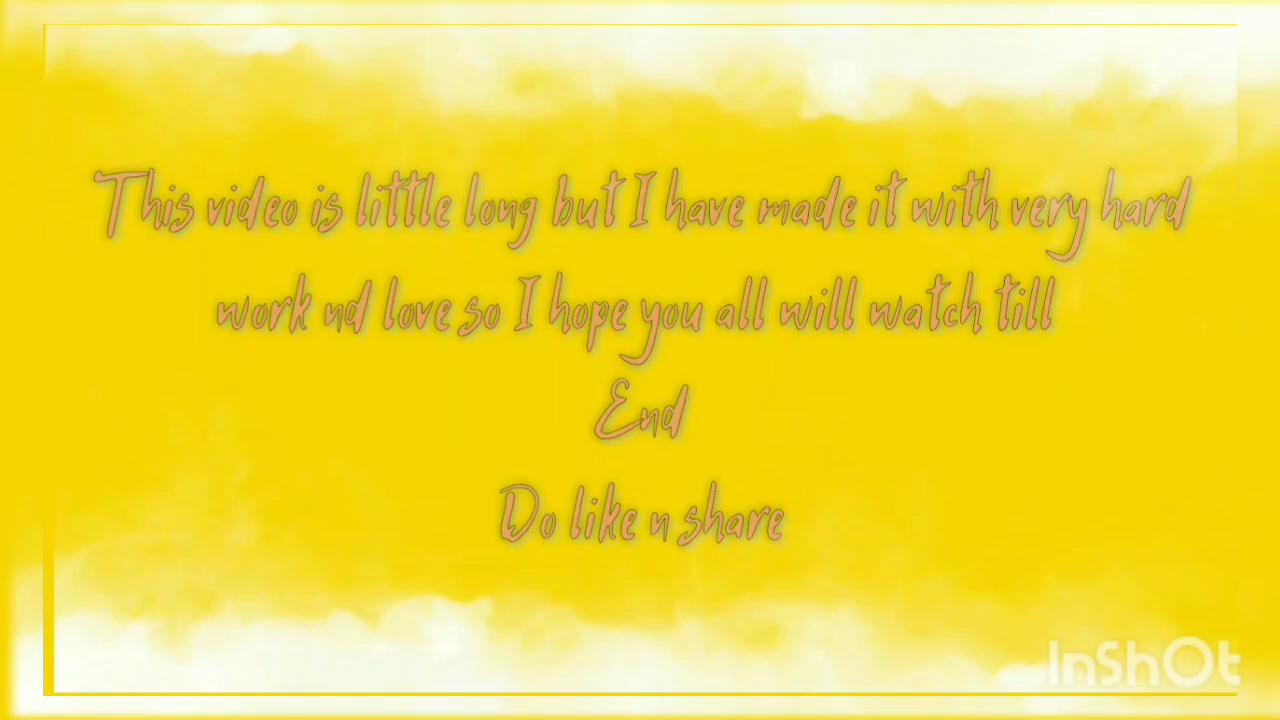 This video is little long but I have made it with very hard
work nd love so I hope you all will watch till
End
Do like n share
InShOt